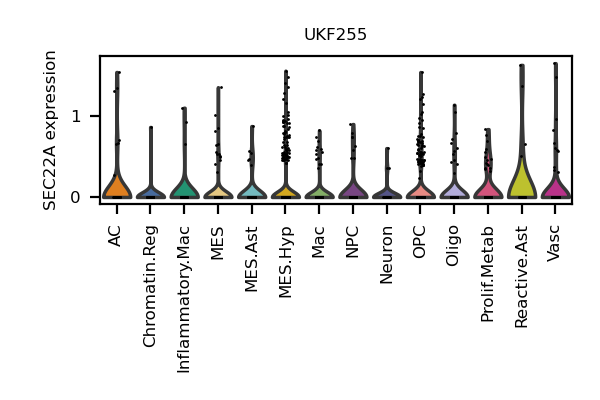 UKF255
SEC22A expression
1
0
AC
Chromatin.Reg
Inflammatory.Mac
MES
MES.Ast
MES.Hyp
Mac
NPC
Neuron
OPC
Oligo
Prolif.Metab
Reactive.Ast
Vasc